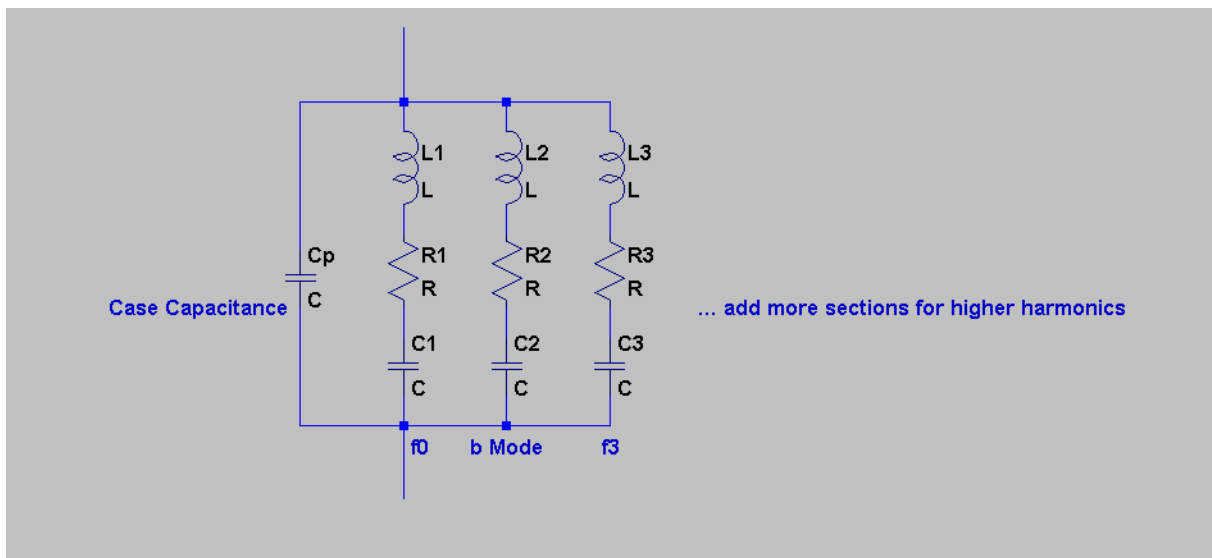 L1 L2 L3
L L L
Cp R1 R2 R3
Case Capacitance C R R R ... add more sections for higher harmonics
C1 C2 C3
C C C
f0 b Mode f3